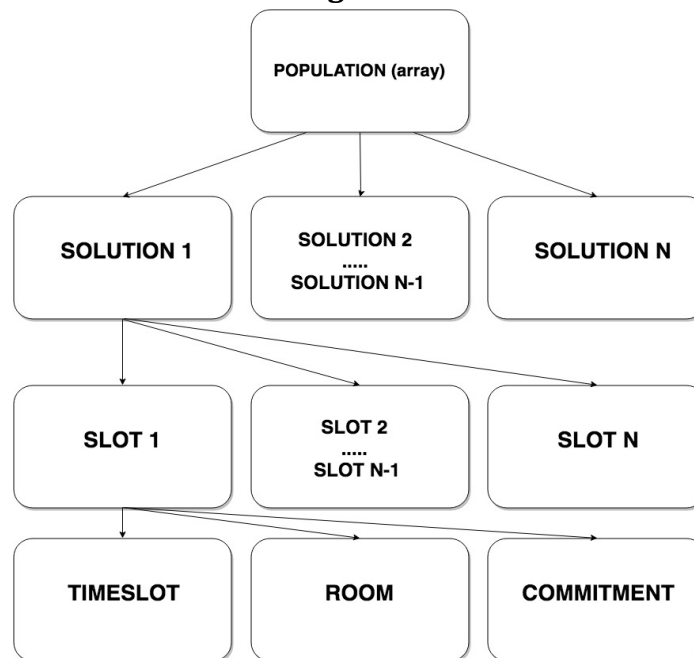 POPULATION (array)
SOLUTION 1
SOLUTION 2
.....
SOLUTION N-1
SOLUTION N
SLOT 1
SLOT 2
.....
SLOT N-1
SLOT N
TIMESLOT
ROOM
COMMITMENT